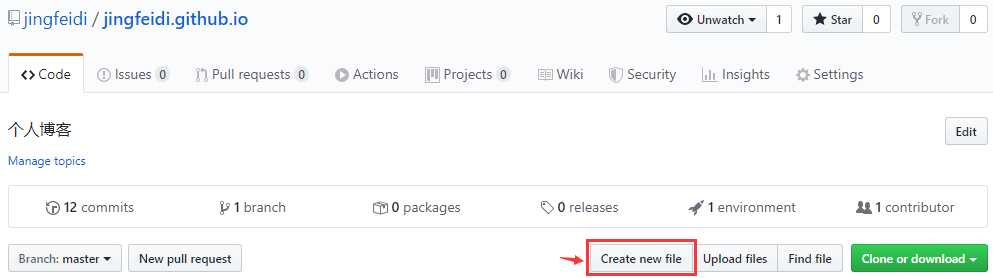 jingfeidi / jingfeidi.github.io
Unwatch 1 Star 0 Fork 0
Code Issues 0 Pull requests 0 Actions Projects 0 Wiki Security Insights Settings
个人博客
Edit
Manage topics
12 commits 1 branch 0 packages 0 releases 1 environment 1 contributor
Branch: master New pull request Create new file Upload files Find file Clone or download